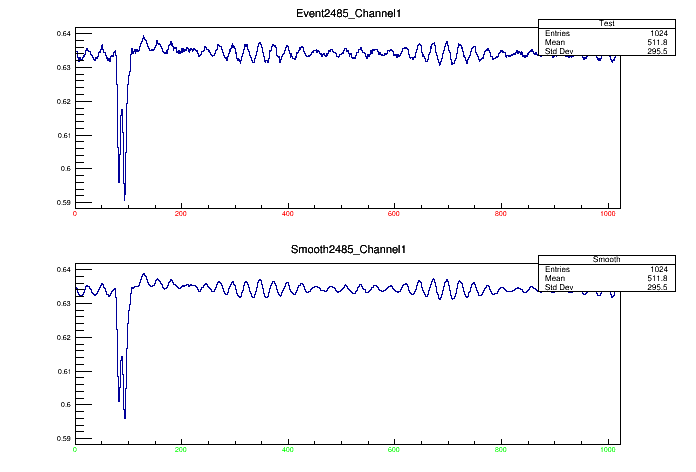 Event2485_Channel1
Test
Entries 1024
Mean 511.8
Std Dev 295.5
0.64
0.63
0.62
0.61
0.6
0.59
0 200 400 600 800 1000
Smooth2485_Channel1
Smooth
Entries 1024
Mean 511.8
Std Dev 295.5
0.64
0.63
0.62
0.61
0.6
0.59
0 200 400 600 800 1000